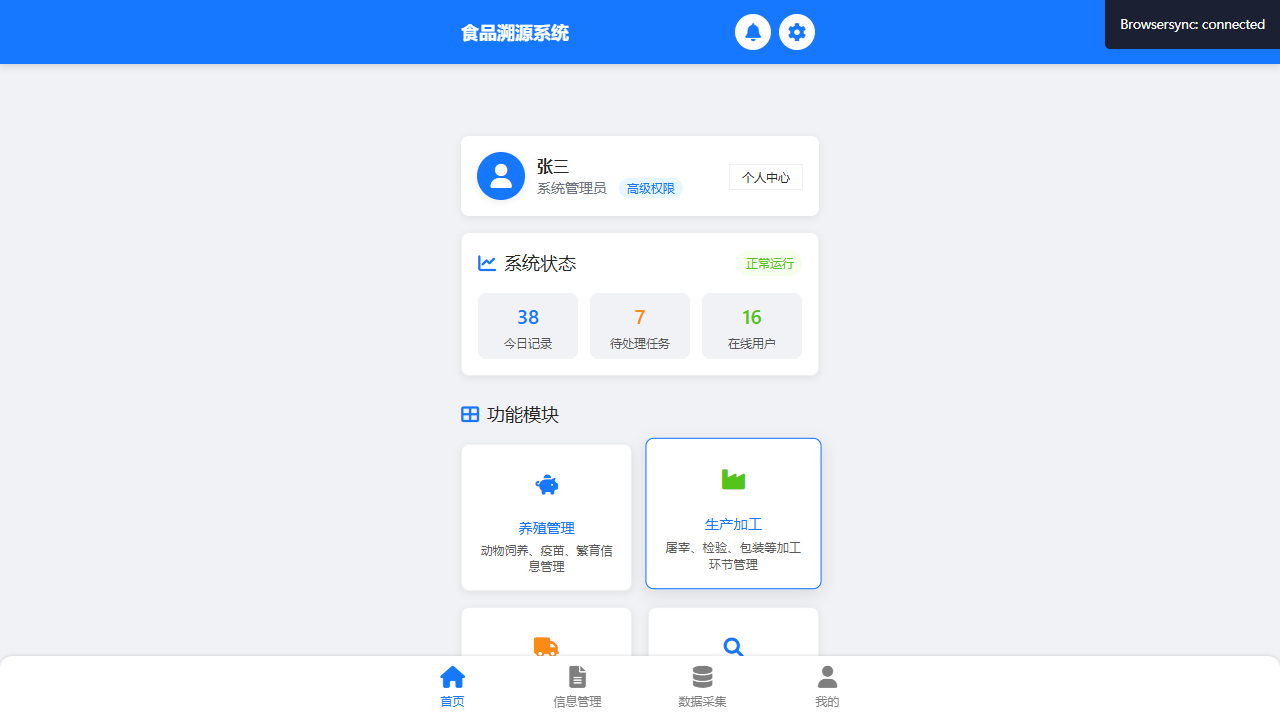 食品溯源系统
Browsersync: connected
张三
系统管理员 高级权限
个人中心
系统状态
正常运行
38
今日记录
7
待处理任务
16
在线用户
功能模块
养殖管理
动物饲养、疫苗、繁育信
息管理
生产加工
屠宰、检验、包装等加工
环节管理
首页
信息管理
数据采集
我的